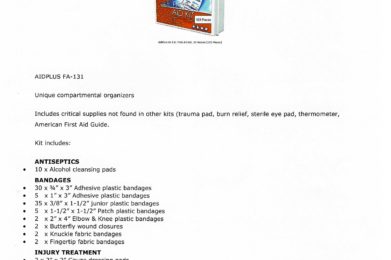 AID KIT
AIDPLUS FA-131
Unique compartmental organizers
Includes critical supplies not found in other kits (trauma pad, burn relief, sterile eye pad, thermometer,
American First Aid Guide.
Kit includes:
ANTISEPTICS
• 10 x Alcohol cleansing pads
BANDAGES
• 30 x ¾" x 3" Adhesive plastic bandages
• 5 x 1" x 3" Adhesive plastic bandages
• 35 x 3/8" x 1-1/2" junior plastic bandages
• 5 x 1-1/2" x 1-1/2" Patch plastic bandages
• 2 x 2" x 4" Elbow & Knee plastic bandages
• 2 x Butterfly wound closures
• 2 x Knuckle fabric bandages
• 2 x Fingertip fabric bandages
INJURY TREATMENT